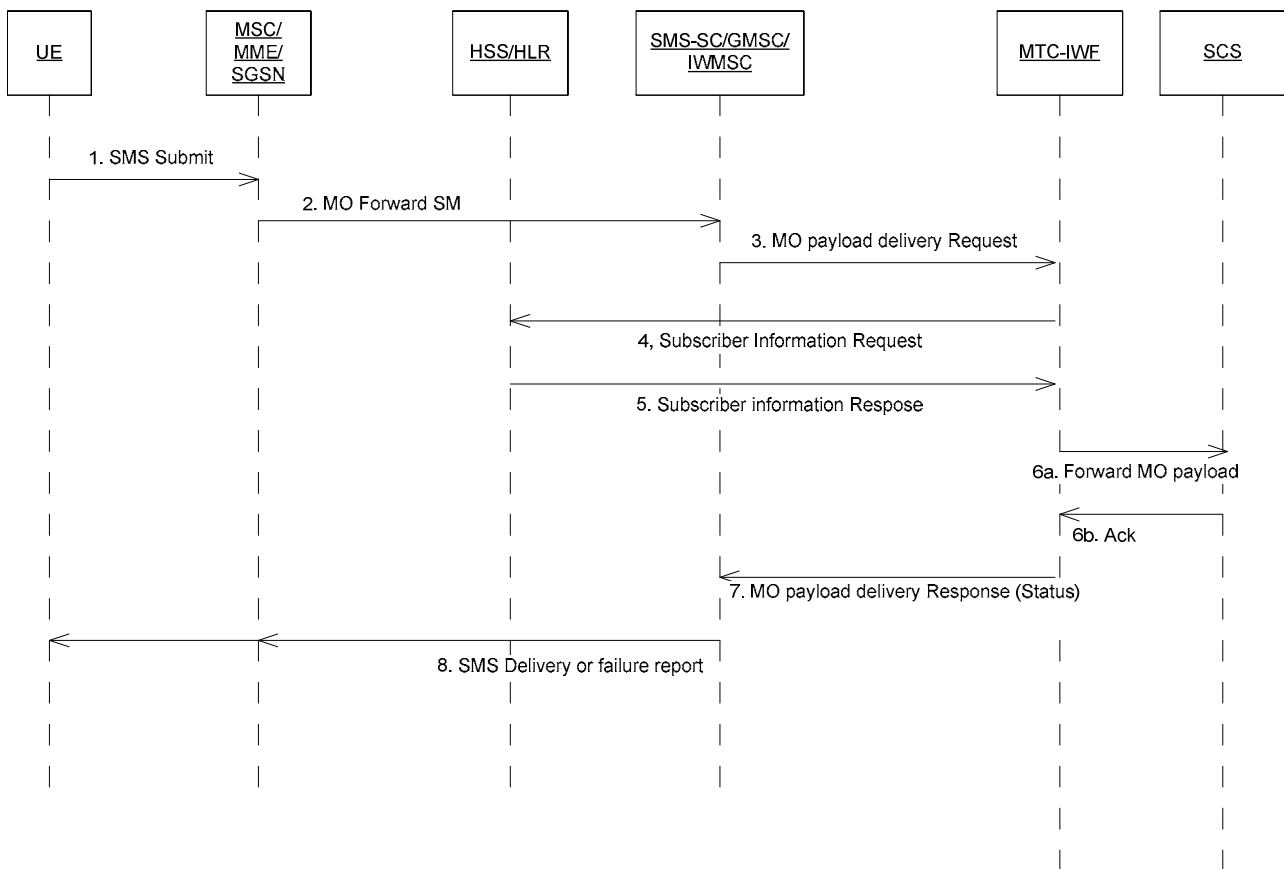 UE
MSC/
MME/
SGSN
HSS/HLR
SMS-SC/GMSC/
IWMSC
MTC-IWF
SCS
1. SMS Submit
2. MO Forward SM
3. MO payload delivery Request
4, Subscriber Information Request
5. Subscriber information Respose
6a. Forward MO payload
6b. Ack
7. MO payload delivery Response (Status)
8. SMS Delivery or failure report